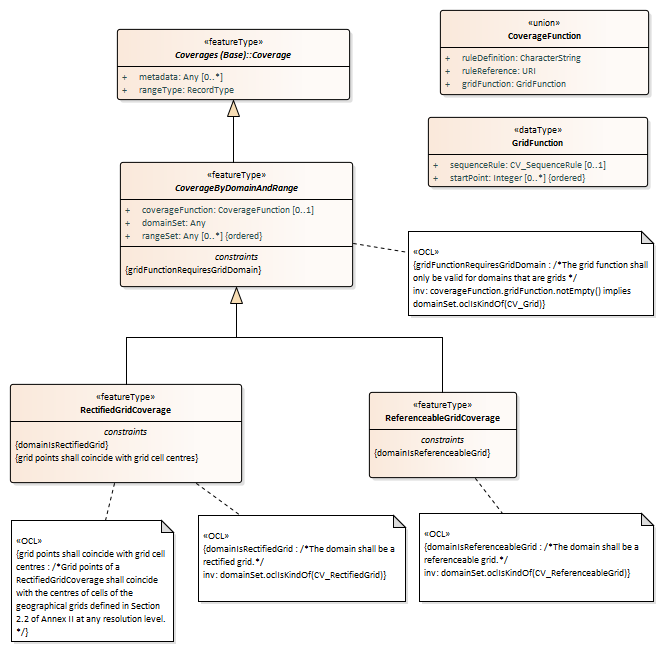 «featureType»
Coverages (Base)::Coverage
+ metadata: Any [0..*]
+ rangeType: RecordType
«union»
CoverageFunction
+ ruleDefinition: CharacterString
+ ruleReference: URI
+ gridFunction: GridFunction
«dataType»
GridFunction
+ sequenceRule: CV_SequenceRule [0..1]
+ startPoint: Integer [0..*] {ordered}
«featureType»
CoverageByDomainAndRange
+ coverageFunction: CoverageFunction [0..1]
+ domainSet: Any
+ rangeSet: Any [0..*] {ordered}
constraints
{gridFunctionRequiresGridDomain}
«OCL»
{gridFunctionRequiresGridDomain : /*The grid function shall
only be valid for domains that are grids */
inv: coverageFunction.gridFunction.notEmpty() implies
domainSet.oclIsKindOf(CV_Grid)}
«featureType»
RectifiedGridCoverage
constraints
{domainIsRectifiedGrid}
{grid points shall coincide with grid cell centres}
«featureType»
ReferenceableGridCoverage
constraints
{domainIsReferenceableGrid}
«OCL»
{grid points shall coincide with grid cell
centres : /*Grid points of a
RectifiedGridCoverage shall coincide
with the centres of cells of the
geographical grids defined in Section
2.2 of Annex II at any resolution level.
*/}
«OCL»
{domainIsRectifiedGrid : /*The domain shall be a
rectified grid.*/
inv: domainSet.oclIsKindOf(CV_RectifiedGrid)}
«OCL»
{domainIsReferenceableGrid : /*The domain shall be a
referenceable grid.*/
inv: domainSet.oclIsKindOf(CV_ReferenceableGrid)}